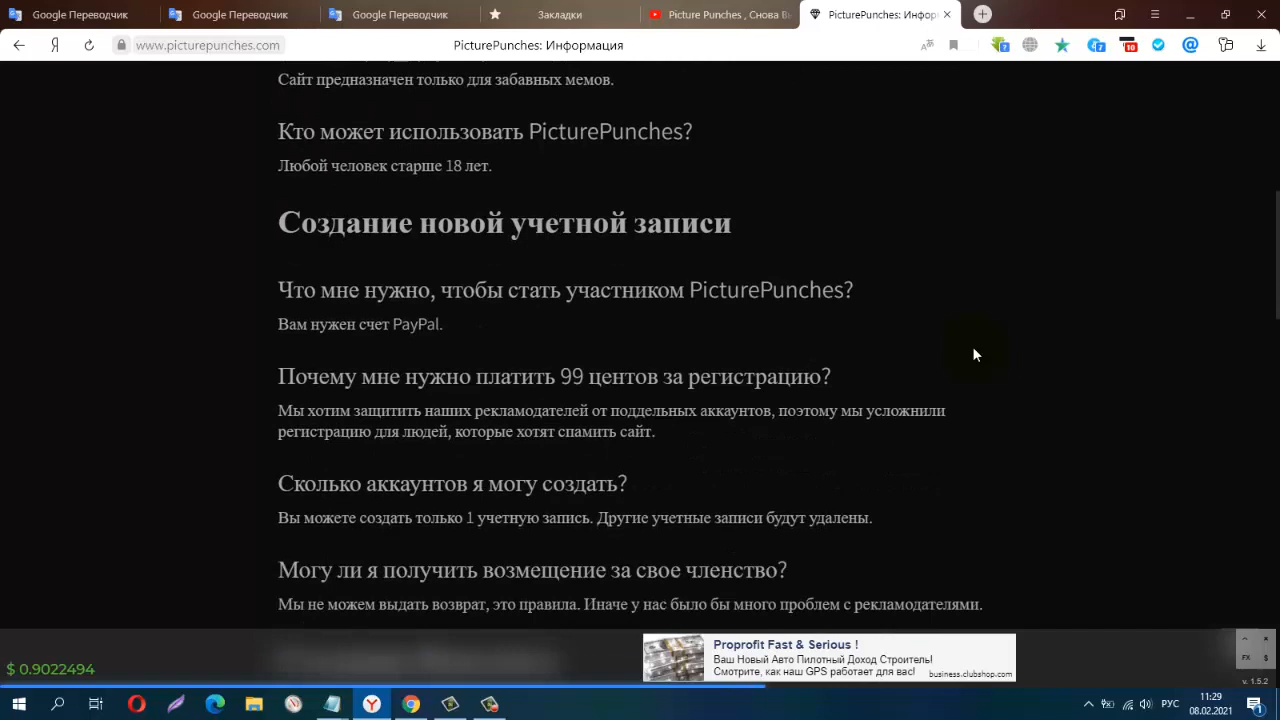 Google Переводчик
Google Переводчик
Google Переводчик
Закладки
Picture Punches , Снова В
PicturePunches: Инфор
www.picturepunches.com
PicturePunches: Информация
7
7
10
Сайт предназначен только для забавных мемов.
Кто может использовать PicturePunches?
Любой человек старше 18 лет.
Создание новой учетной записи
Что мне нужно, чтобы стать участником PicturePunches?
Вам нужен счет PayPal.
Почему мне нужно платить 99 центов за регистрацию?
Мы хотим защитить наших рекламодателей от поддельных аккаунтов, поэтому мы усложнили
регистрацию для людей, которые хотят спамить сайт.
Сколько аккаунтов я могу создать?
Вы можете создать только 1 учетную запись. Другие учетные записи будут удалены.
Могу ли я получить возмещение за свое членство?
Мы не можем выдать возврат, это правила. Иначе у нас было бы много проблем с рекламодателями.
$ 0.9022494
Proprofit Fast & Serious !
Ваш Новый Авто Пилотный Доход Строитель!
Смотрите, как наш GPS работает для вас!
business.clubshop.com
FX $
v. 1.5.2
РУС
11:29
08.02.2021
1